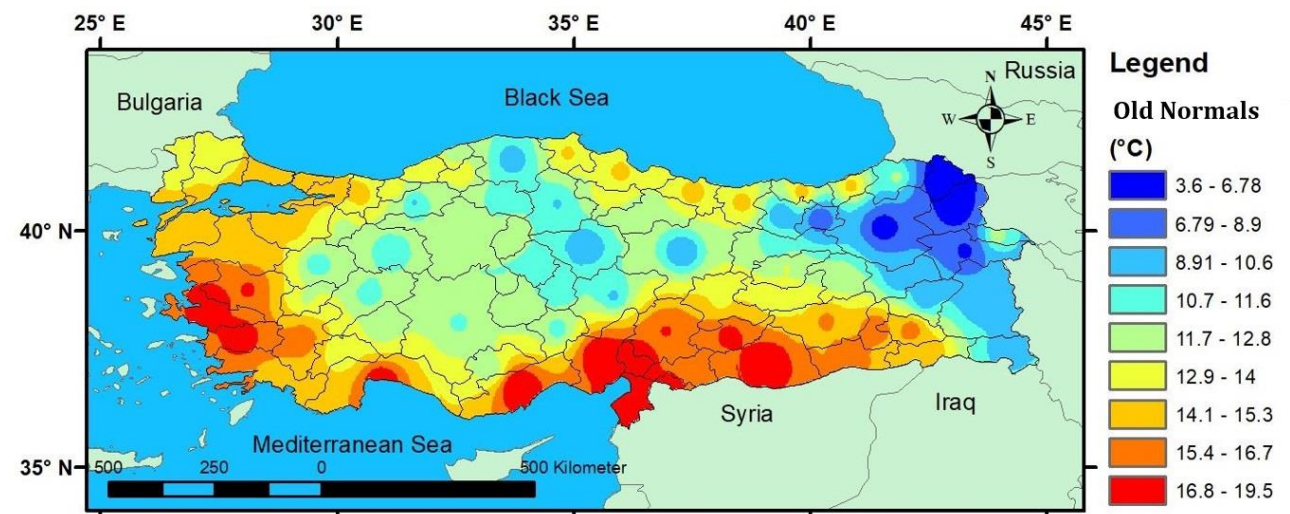 25° E 30° E 35° E 40° E 45° E
Bulgaria
Black Sea
Russia
N
W E
S
40° N
35° N
Syria
Iraq
Mediterranean Sea
500 250 0 500 Kilometer
Legend
Old Normals
(°C)
3.6 - 6.78
6.79 - 8.9
8.91 - 10.6
10.7 - 11.6
11.7 - 12.8
12.9 - 14
14.1 - 15.3
15.4 - 16.7
16.8 - 19.5